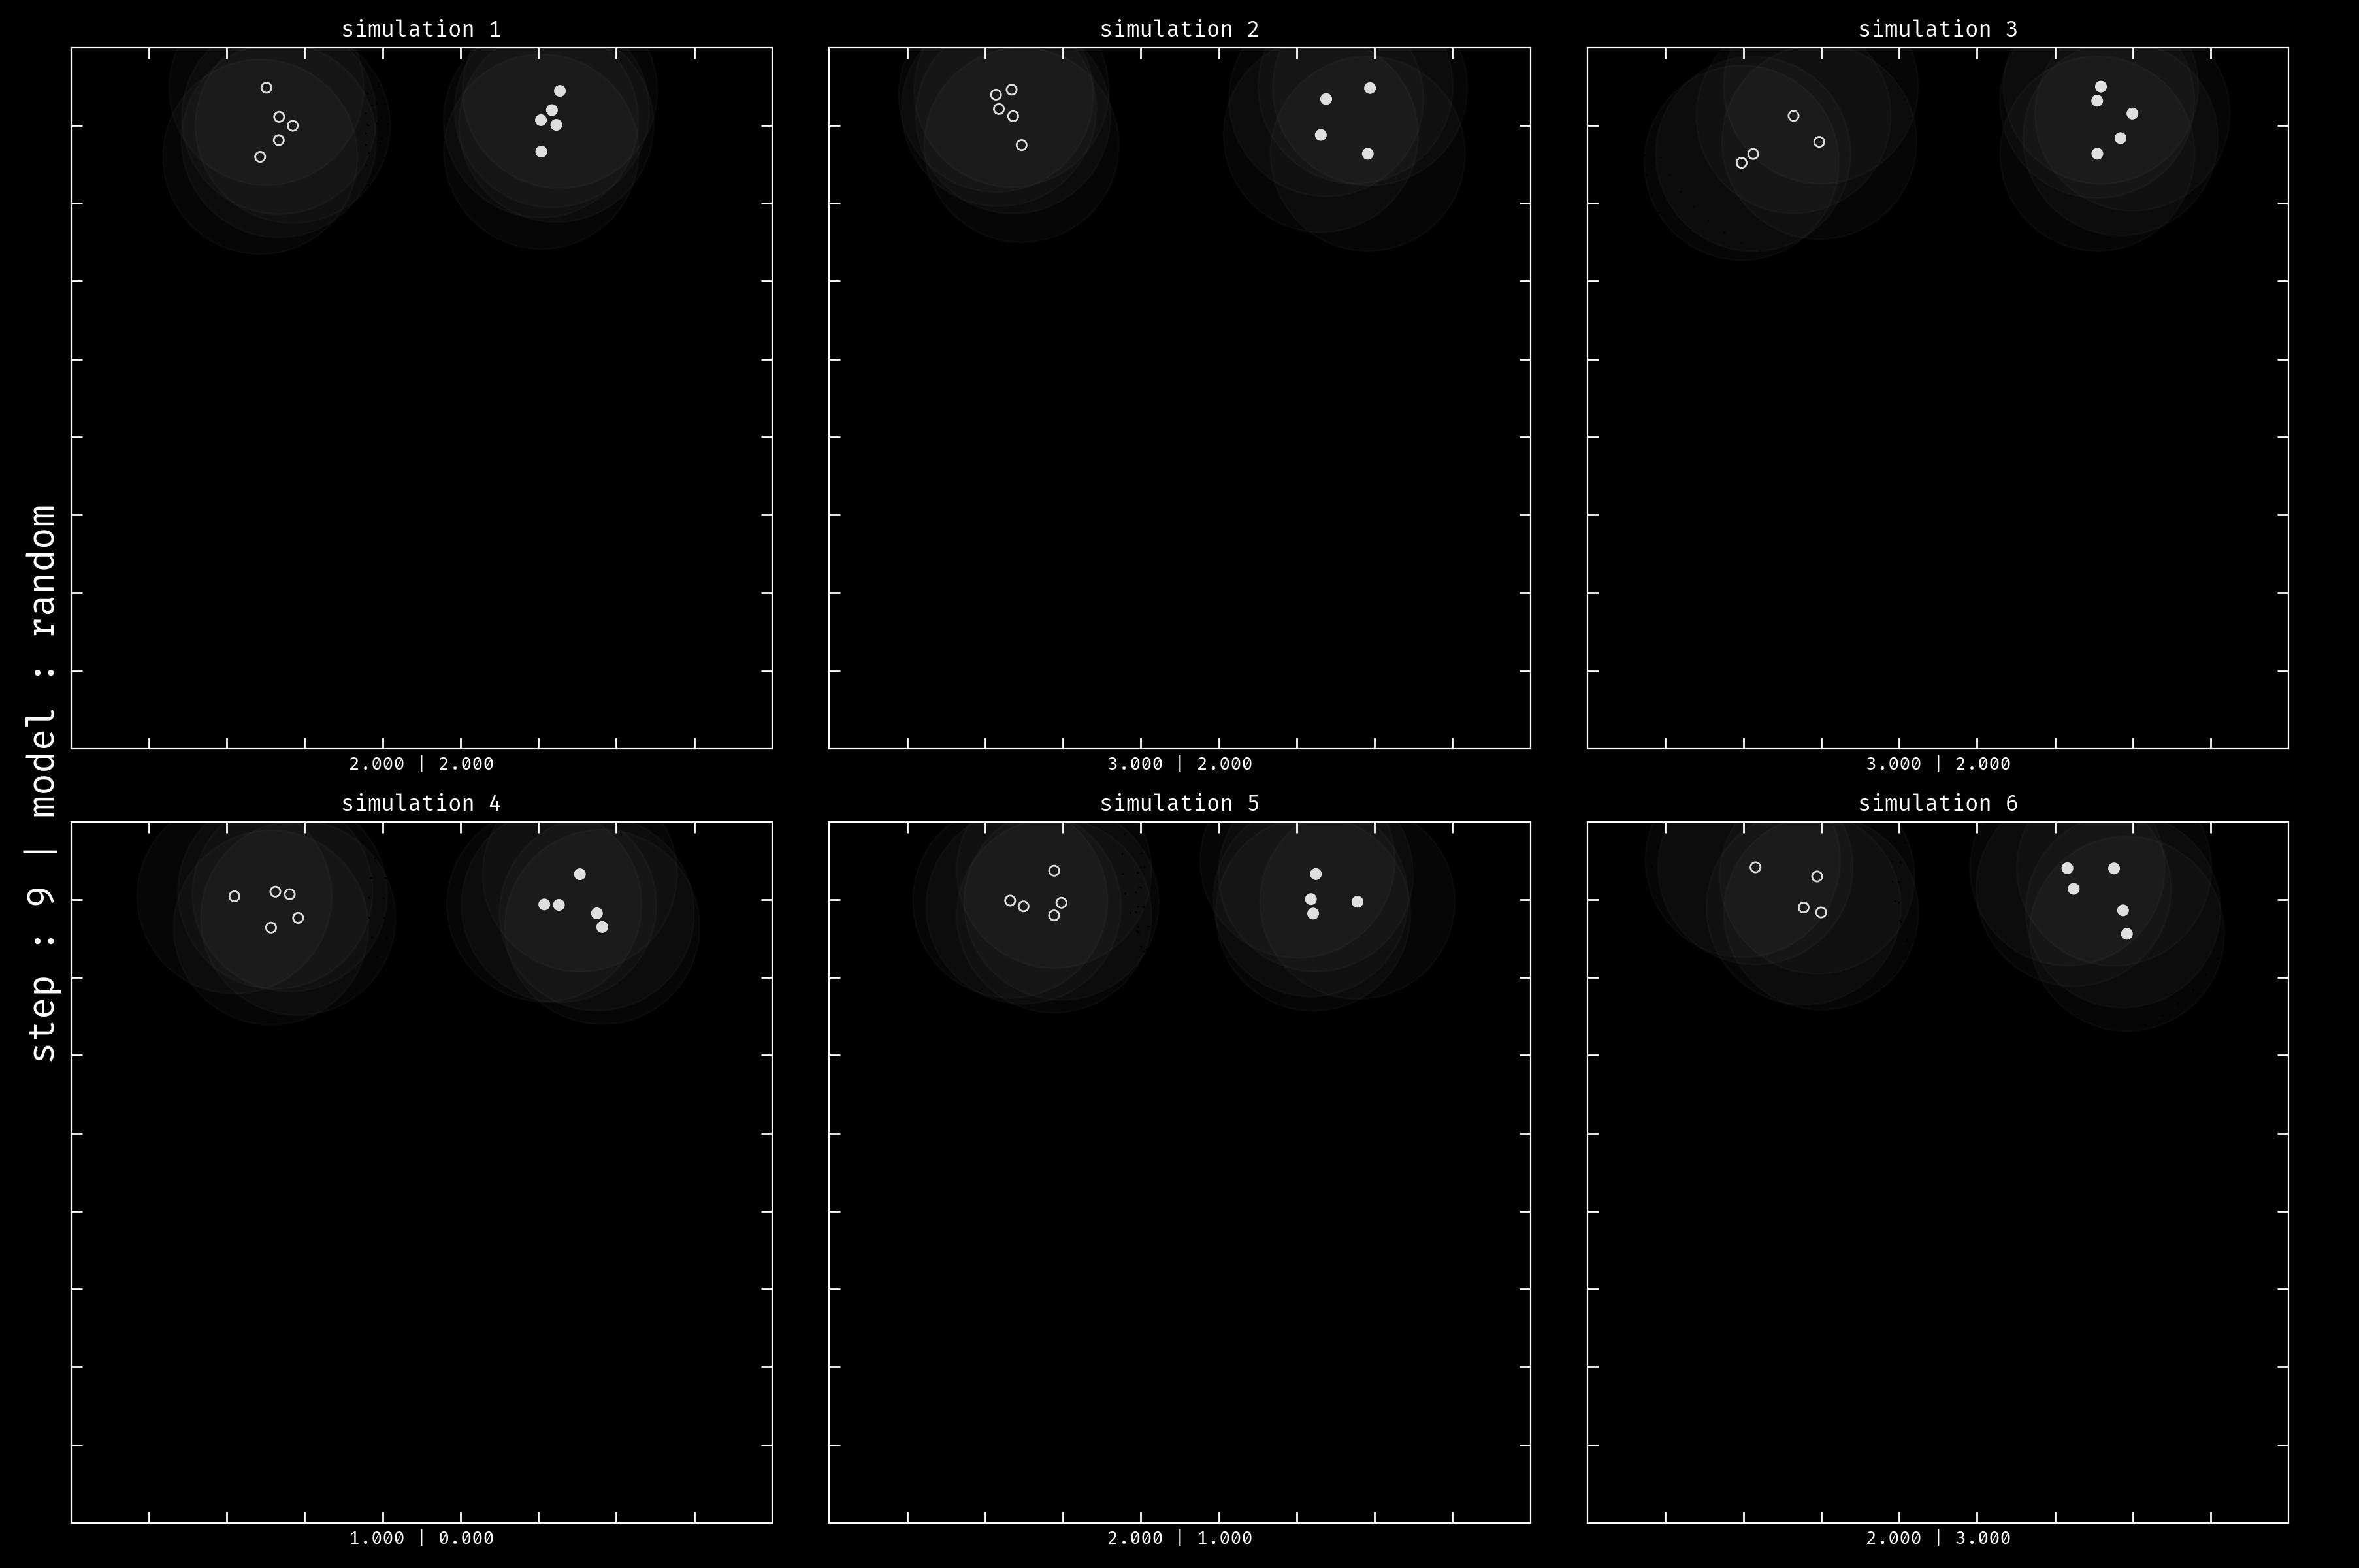 step : 9 | model : random
simulation 1
simulation 2
simulation 3
2.000 | 2.000
3.000 | 2.000
3.000 | 2.000
simulation 4
simulation 5
simulation 6
1.000 | 0.000
2.000 | 1.000
2.000 | 3.000